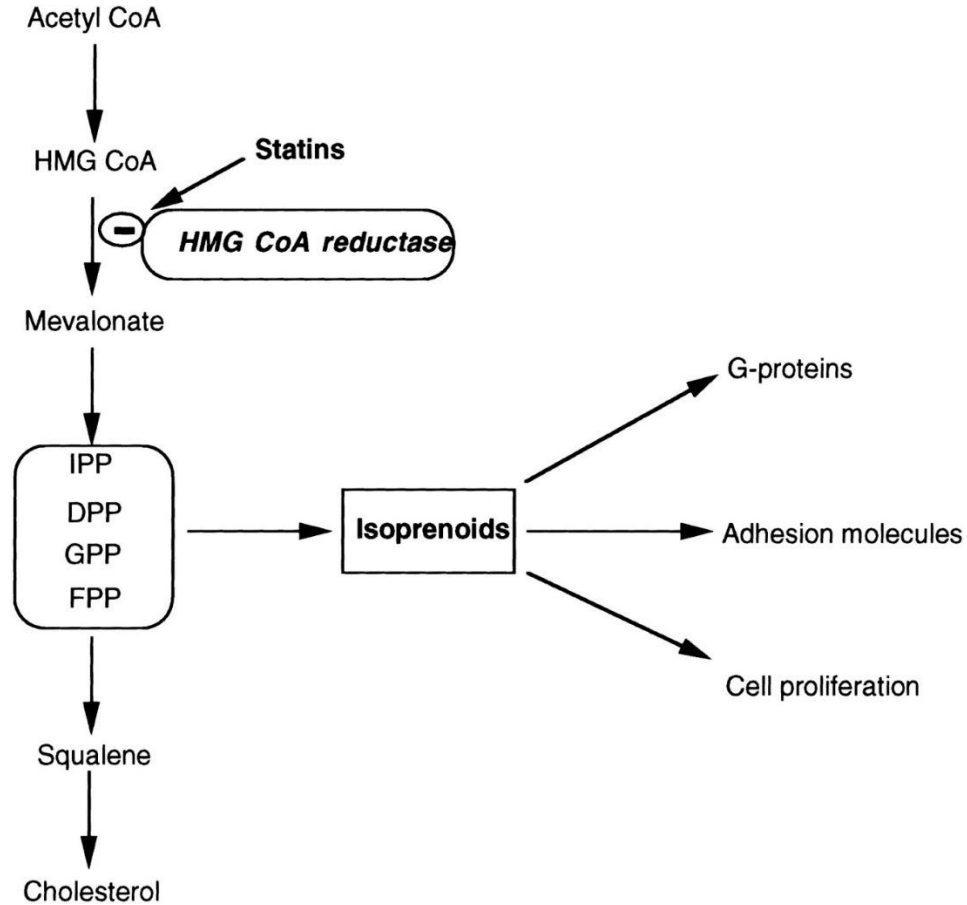 Acetyl CoA
HMG CoA
Statins
-
HMG CoA reductase
Mevalonate
G-proteins
IPP
DPP
GPP
FPP
Isoprenoids
Adhesion molecules
Cell proliferation
Squalene
Cholesterol